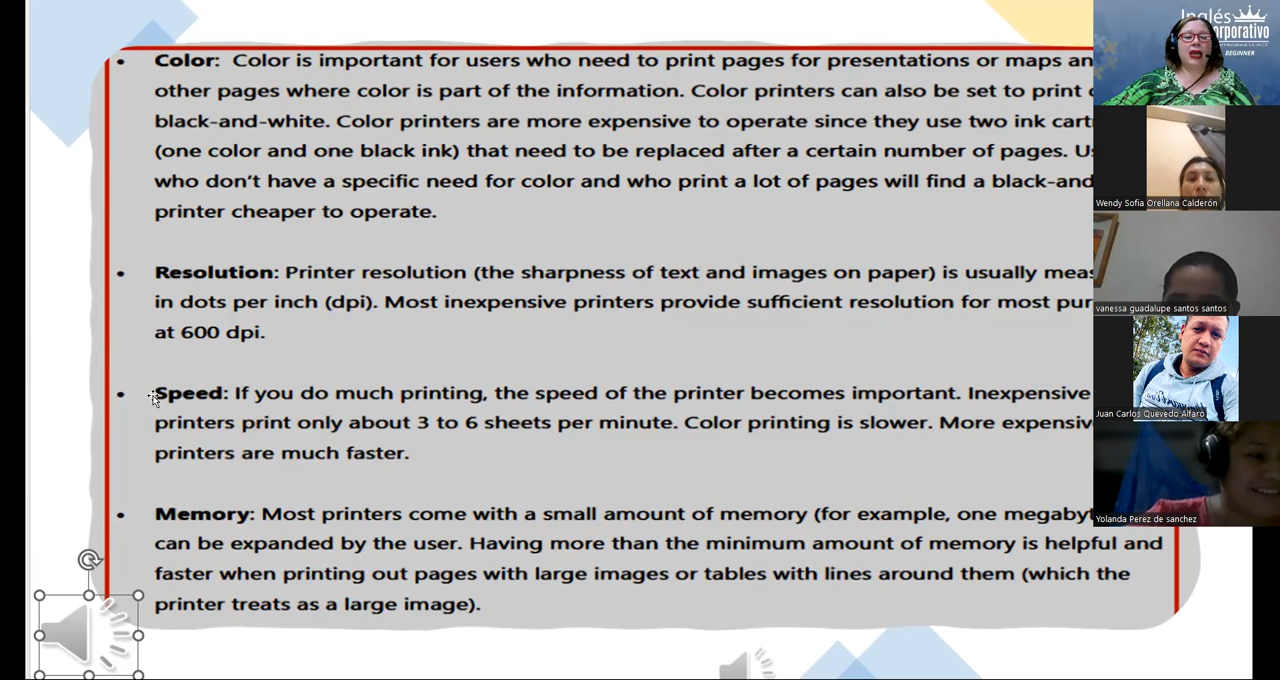 • Color: Color is important for users who need to print pages for presentations or maps an
other pages where color is part of the information. Color printers can also be set to print
black-and-white. Color printers are more expensive to operate since they use two ink cart
(one color and one black ink) that need to be replaced after a certain number of pages. U
who don't have a specific need for color and who print a lot of pages will find a black-and
printer cheaper to operate.
• Resolution: Printer resolution (the sharpness of text and images on paper) is usually meas
in dots per inch (dpi). Most inexpensive printers provide sufficient resolution for most pur
at 600 dpi.
• Speed: If you do much printing, the speed of the printer becomes important. Inexpensive
printers print only about 3 to 6 sheets per minute. Color printing is slower. More expensiv
printers are much faster.
• Memory: Most printers come with a small amount of memory (for example, one megabyt
can be expanded by the user. Having more than the minimum amount of memory is helpful and
faster when printing out pages with large images or tables with lines around them (which the
printer treats as a large image).
Inglés
orporativo
BEGINNER
Wendy Sofia Orellana Calderón
vanessa guadalupe santos santos
Juan Carlos Quevedo Alfaro
Yolanda Perez de sanchez